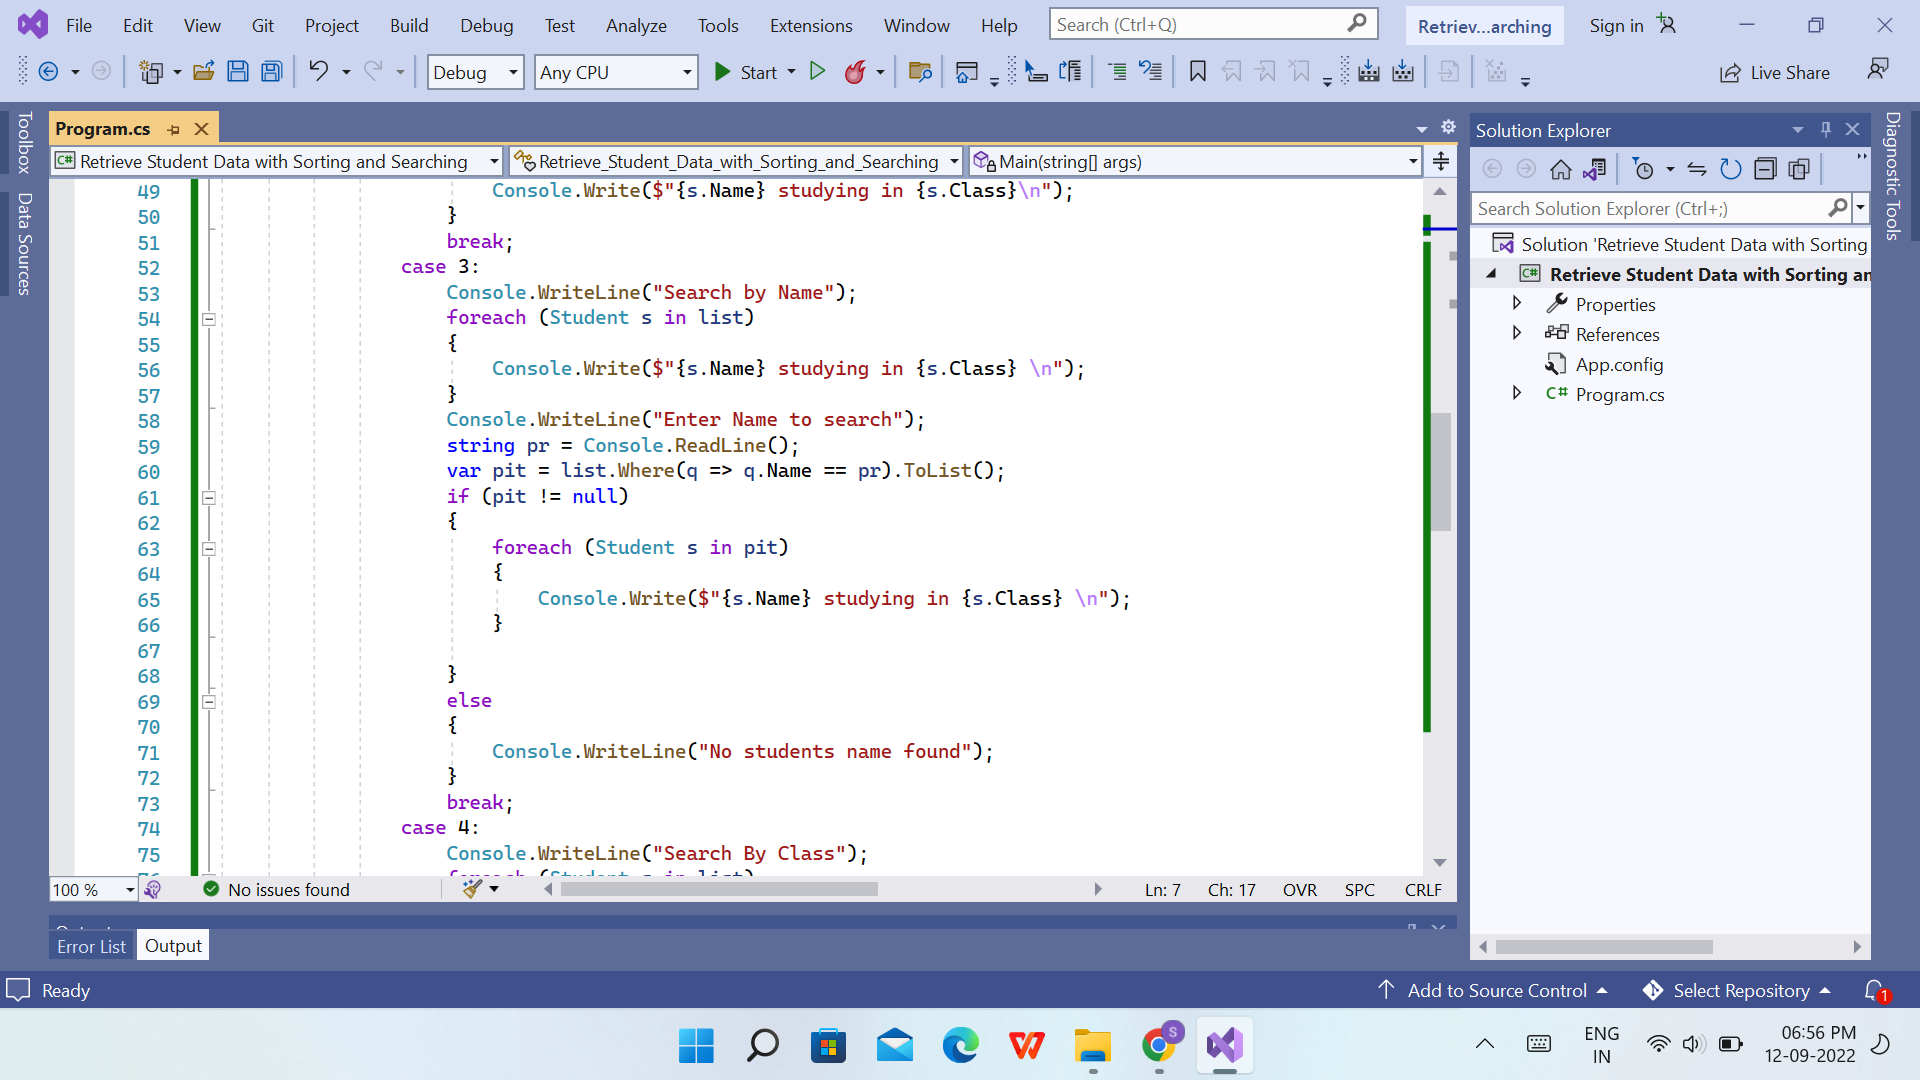 File Edit View Git Project Build Debug Test Analyze Tools Extensions Window Help Search (Ctrl+Q) Retriev...arching Sign in
Debug Any CPU Start Live Share
Toolbox
Data Sources
Program.cs
Retrieve Student Data with Sorting and Searching Retrieve_Student_Data_with_Sorting_and_Searching Main(string[] args)
49 Console.Write($"{s.Name} studying in {s.Class}\n");
50 }
51 break;
52 case 3:
53 Console.WriteLine("Search by Name");
54 foreach (Student s in list)
55 {
56 Console.Write($"{s.Name} studying in {s.Class} \n");
57 }
58 Console.WriteLine("Enter Name to search");
59 string pr = Console.ReadLine();
60 var pit = list.Where(q => q.Name == pr).ToList();
61 if (pit != null)
62 {
63 foreach (Student s in pit)
64 {
65 Console.Write($"{s.Name} studying in {s.Class} \n");
66 }
67
68 }
69 else
70 {
71 Console.WriteLine("No students name found");
72 }
73 break;
74 case 4:
75 Console.WriteLine("Search By Class");
100 % No issues found Ln: 7 Ch: 17 OVR SPC CRLF
Solution Explorer
Search Solution Explorer (Ctrl+;)
Solution 'Retrieve Student Data with Sorting
C# Retrieve Student Data with Sorting an
Properties
References
App.config
C# Program.cs
Diagnostic Tools
Error List Output
Ready Add to Source Control Select Repository 1
S
ENG
IN
06:56 PM
12-09-2022